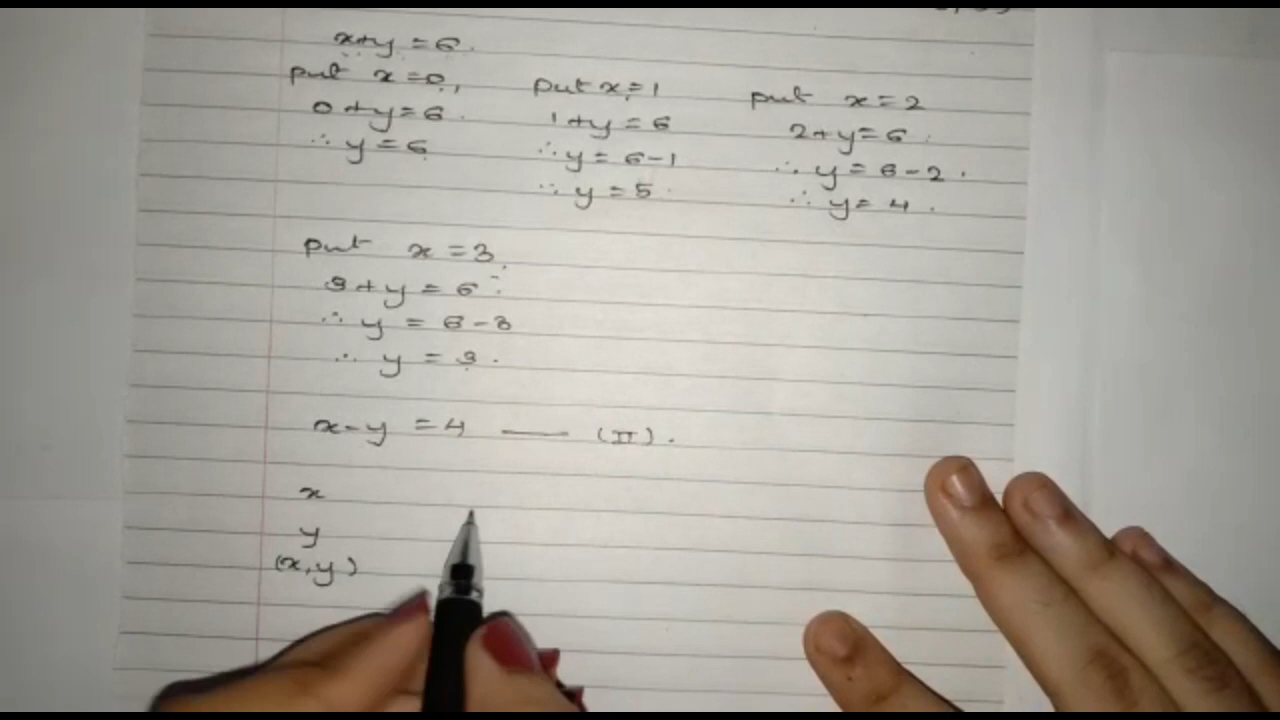 x+y = 6.
put x = 0,
0+y = 6.
∴ y = 6
put x = 1
1+y = 6
∴ y = 6-1
∴ y = 5.
put x = 2
2+y = 6.
∴ y = 6-2.
∴ y = 4.
put x = 3,
3+y = 6.
∴ y = 6-3
∴ y = 3.
x-y = 4 —— (II).
x
y
(x,y)